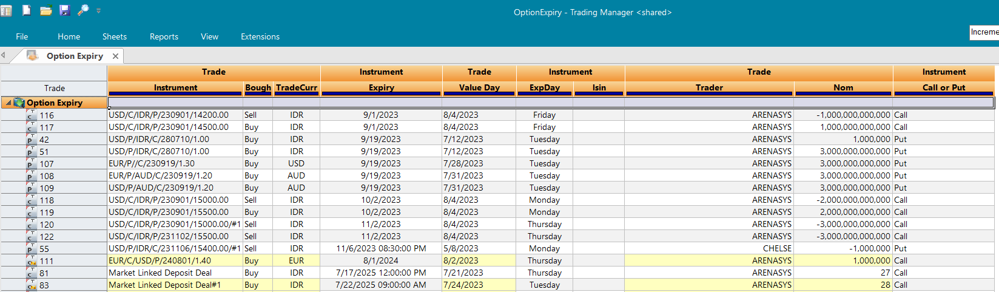 OptionExpiry - Trading Manager <shared>
File Home Sheets Reports View Extensions Increme
Option Expiry
Trade Instrument Trade Instrument Trade Instrument
Trade Instrument Bough TradeCurr Expiry Value Day ExpDay Isin Trader Nom Call or Put
Option Expiry
116 USD/C/IDR/P/230901/14200.00 Sell IDR 9/1/2023 8/4/2023 Friday ARENASYS -1,000,000,000,000 Call
117 USD/C/IDR/P/230901/14500.00 Buy IDR 9/1/2023 8/4/2023 Friday ARENASYS 1,000,000,000,000 Call
42 USD/P/IDR/C/280710/1.00 Buy IDR 9/19/2023 7/12/2023 Tuesday ARENASYS 1,000,000 Put
51 USD/P/IDR/C/280710/1.00 Buy IDR 9/19/2023 7/12/2023 Tuesday ARENASYS 3,000,000,000,000 Put
107 EUR/P//C/230919/1.30 Buy USD 9/19/2023 7/28/2023 Tuesday ARENASYS 3,000,000,000,000 Put
108 EUR/P/AUD/C/230919/1.20 Buy AUD 9/19/2023 7/31/2023 Tuesday ARENASYS 3,000,000,000,000 Put
109 USD/P/AUD/C/230919/1.20 Buy AUD 9/19/2023 7/31/2023 Tuesday ARENASYS 3,000,000,000,000 Put
118 USD/C/IDR/P/230901/15000.00 Sell IDR 10/2/2023 8/4/2023 Monday ARENASYS -2,000,000,000,000 Call
119 USD/C/IDR/P/230901/15500.00 Buy IDR 10/2/2023 8/4/2023 Monday ARENASYS 2,000,000,000,000 Call
120 USD/C/IDR/P/230901/15000.00/#1 Sell IDR 11/2/2023 8/4/2023 Thursday ARENASYS -3,000,000,000,000 Call
122 USD/C/IDR/P/231102/15500.00 Sell IDR 11/2/2023 8/4/2023 Thursday ARENASYS -3,000,000,000,000 Call
55 USD/P/IDR/C/231106/15400.00/#1 Sell IDR 11/6/2023 08:30:00 PM 5/8/2023 Monday CHELSE -1,000,000 Put
111 EUR/C/USD/P/240801/1.40 Buy EUR 8/1/2024 8/2/2023 Thursday ARENASYS 1,000,000 Call
81 Market Linked Deposit Deal Buy IDR 7/17/2025 12:00:00 PM 7/21/2023 Thursday ARENASYS 27 Call
83 Market Linked Deposit Deal#1 Buy IDR 7/22/2025 09:00:00 AM 7/24/2023 Tuesday ARENASYS 28 Call